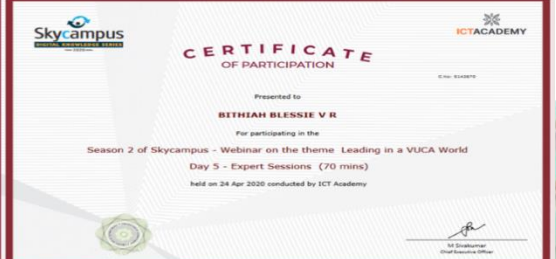 Skycampus
DIGITAL KNOWLEDGE SERIES
2020
ICTACADEMY
CERTIFICATE
OF PARTICIPATION
Presented to
BITHIAH BLESSIE V R
For participating in the
Season 2 of Skycampus - Webinar on the theme Leading in a VUCA World
Day 5 - Expert Sessions (70 mins)
held on 24 Apr 2020 conducted by ICT Academy
M Sivakumar
Chief Executive Officer